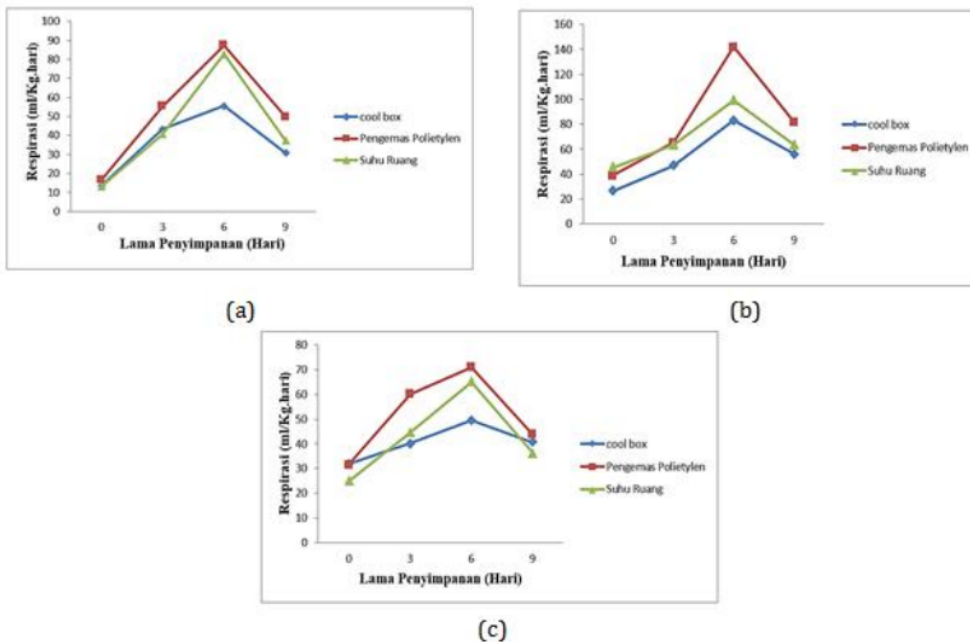 Respirasi (ml/Kg.hari)
100
90
80
70
60
50
40
30
20
10
0
0 3 6 9
Lama Penyimpanan (Hari)
cool box
Pengemas Polietylen
Suhu Ruang
(a)
Respirasi (ml/Kg.hari)
160
140
120
100
80
60
40
20
0
0 3 6 9
Lama Penyimpanan (Hari)
cool box
Pengemas Polietylen
Suhu Ruang
(b)
Respirasi (ml/Kg.hari)
80
70
60
50
40
30
20
10
0
0 3 6 9
Lama Penyimpanan (Hari)
cool box
Pengemas Polietylen
Suhu Ruang
(c)